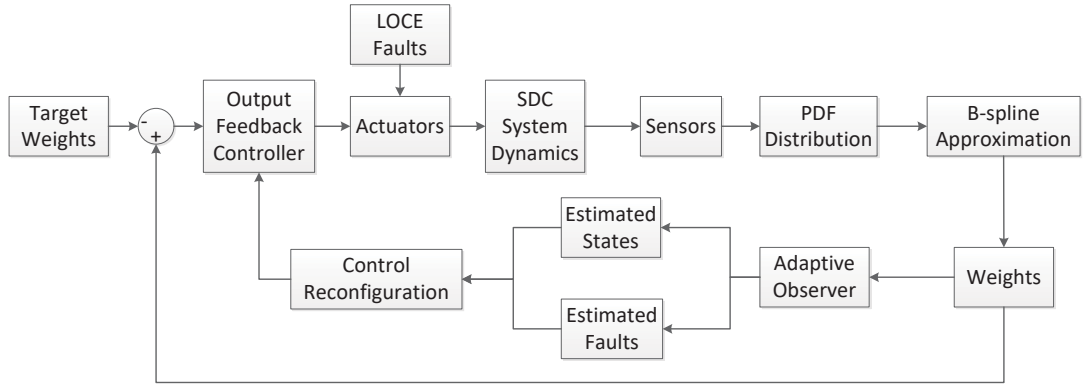 LOCE
Faults
Target
Weights
-
+
Output
Feedback
Controller
Actuators
SDC
System
Dynamics
Sensors
PDF
Distribution
B-spline
Approximation
Estimated
States
Control
Reconfiguration
Adaptive
Observer
Weights
Estimated
Faults